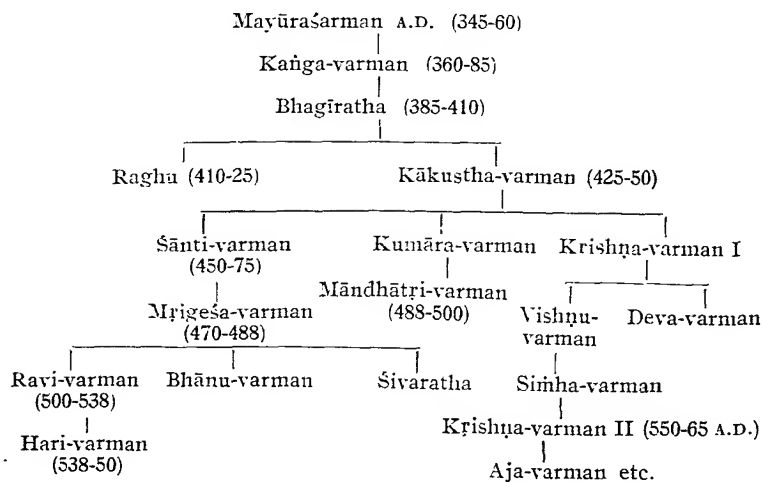 Mayūraśarman A.D. (345-60)
Kaṅga-varman (360-85)
Bhagīratha (385-410)
Raghu (410-25) Kākustha-varman (425-50)
Śānti-varman Kumāra-varman Krishṇa-varman I
(450-75)
Māndhātṛi-varman
Mṛigeśa-varman (488-500) Vishṇu- Deva-varman
(470-488) varman
Ravi-varman Bhānu-varman Śivaratha Siṁha-varman
(500-538)
Kṛishṇa-varman II (550-65 A.D.)
Hari-varman
(538-50) Aja-varman etc.